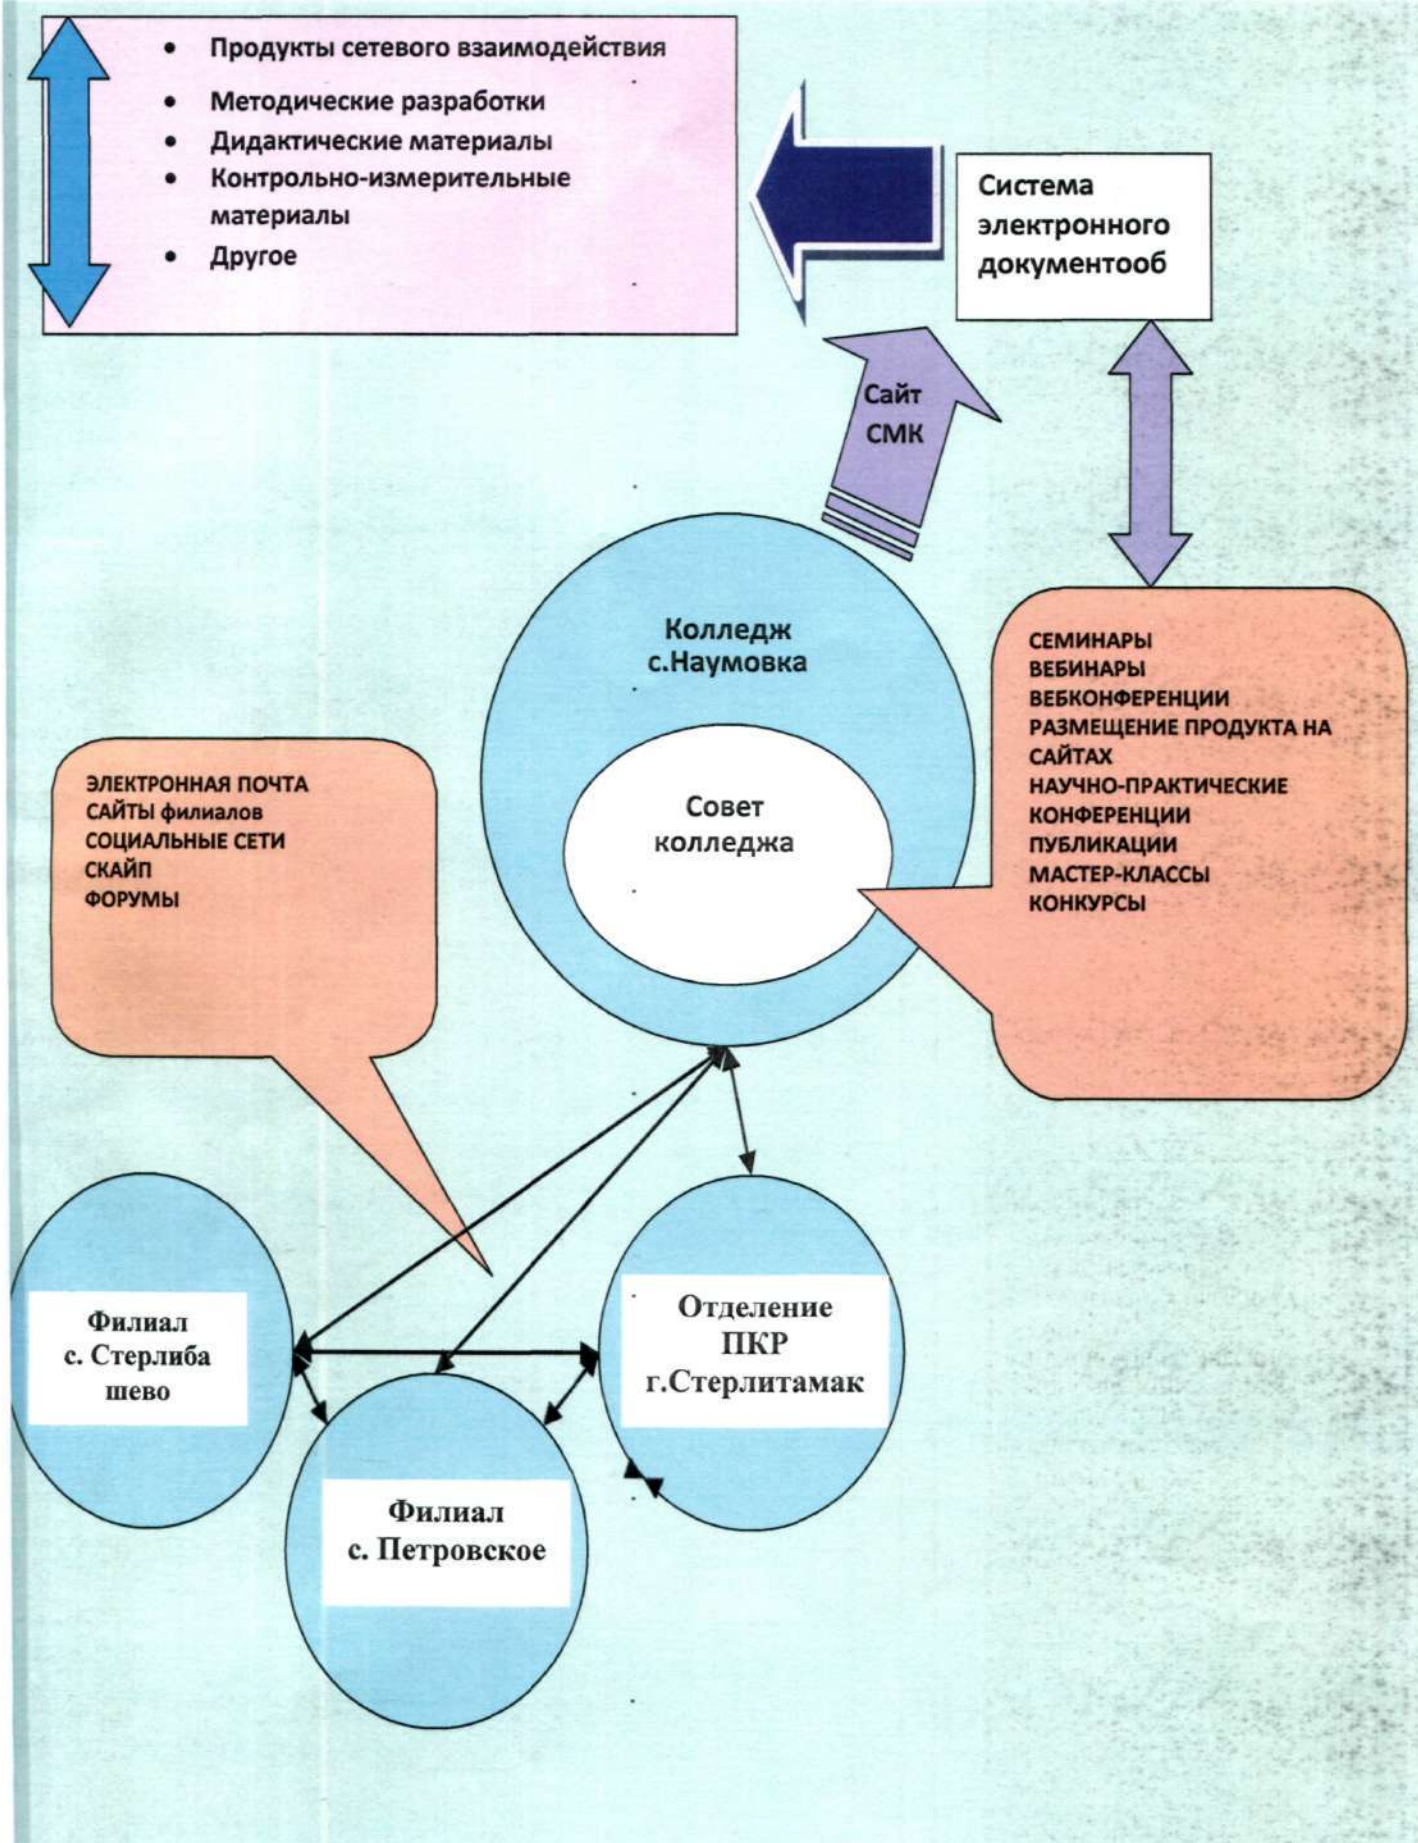 • Продукты сетевого взаимодействия
• Методические разработки
• Дидактические материалы
• Контрольно-измерительные
материалы
• Другое
Система
электронного
документооб
Сайт
СМК
Колледж
с.Наумовка
Совет
колледжа
СЕМИНАРЫ
ВЕБИНАРЫ
ВЕБКОНФЕРЕНЦИИ
РАЗМЕЩЕНИЕ ПРОДУКТА НА
САЙТАХ
НАУЧНО-ПРАКТИЧЕСКИЕ
КОНФЕРЕНЦИИ
ПУБЛИКАЦИИ
МАСТЕР-КЛАССЫ
КОНКУРСЫ
ЭЛЕКТРОННАЯ ПОЧТА
САЙТЫ филиалов
СОЦИАЛЬНЫЕ СЕТИ
СКАЙП
ФОРУМЫ
Филиал
с. Стерлиба
шево
Филиал
с. Петровское
Отделение
ПКР
г.Стерлитамак